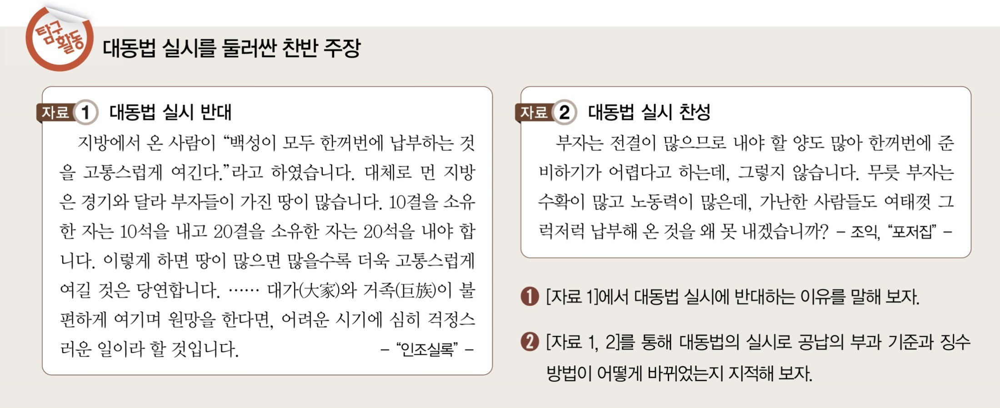 탐구
활동
대동법 실시를 둘러싼 찬반 주장
자료 1 대동법 실시 반대
지방에서 온 사람이 “백성이 모두 한꺼번에 납부하는 것
을 고통스럽게 여긴다.”라고 하였습니다. 대체로 먼 지방
은 경기와 달라 부자들이 가진 땅이 많습니다. 10결을 소유
한 자는 10석을 내고 20결을 소유한 자는 20석을 내야 합
니다. 이렇게 하면 땅이 많으면 많을수록 더욱 고통스럽게
여길 것은 당연합니다. …… 대가(大家)와 거족(巨族)이 불
편하게 여기며 원망을 한다면, 어려운 시기에 심히 걱정스
러운 일이라 할 것입니다. – “인조실록” –
자료 2 대동법 실시 찬성
부자는 전결이 많으므로 내야 할 양도 많아 한꺼번에 준
비하기가 어렵다고 하는데, 그렇지 않습니다. 무릇 부자는
수확이 많고 노동력이 많은데, 가난한 사람들도 여태껏 그
럭저럭 납부해 온 것을 왜 못 내겠습니까? – 조익, “포저집” –
1 [자료 1]에서 대동법 실시에 반대하는 이유를 말해 보자.
2 [자료 1, 2]를 통해 대동법의 실시로 공납의 부과 기준과 징수
방법이 어떻게 바뀌었는지 지적해 보자.